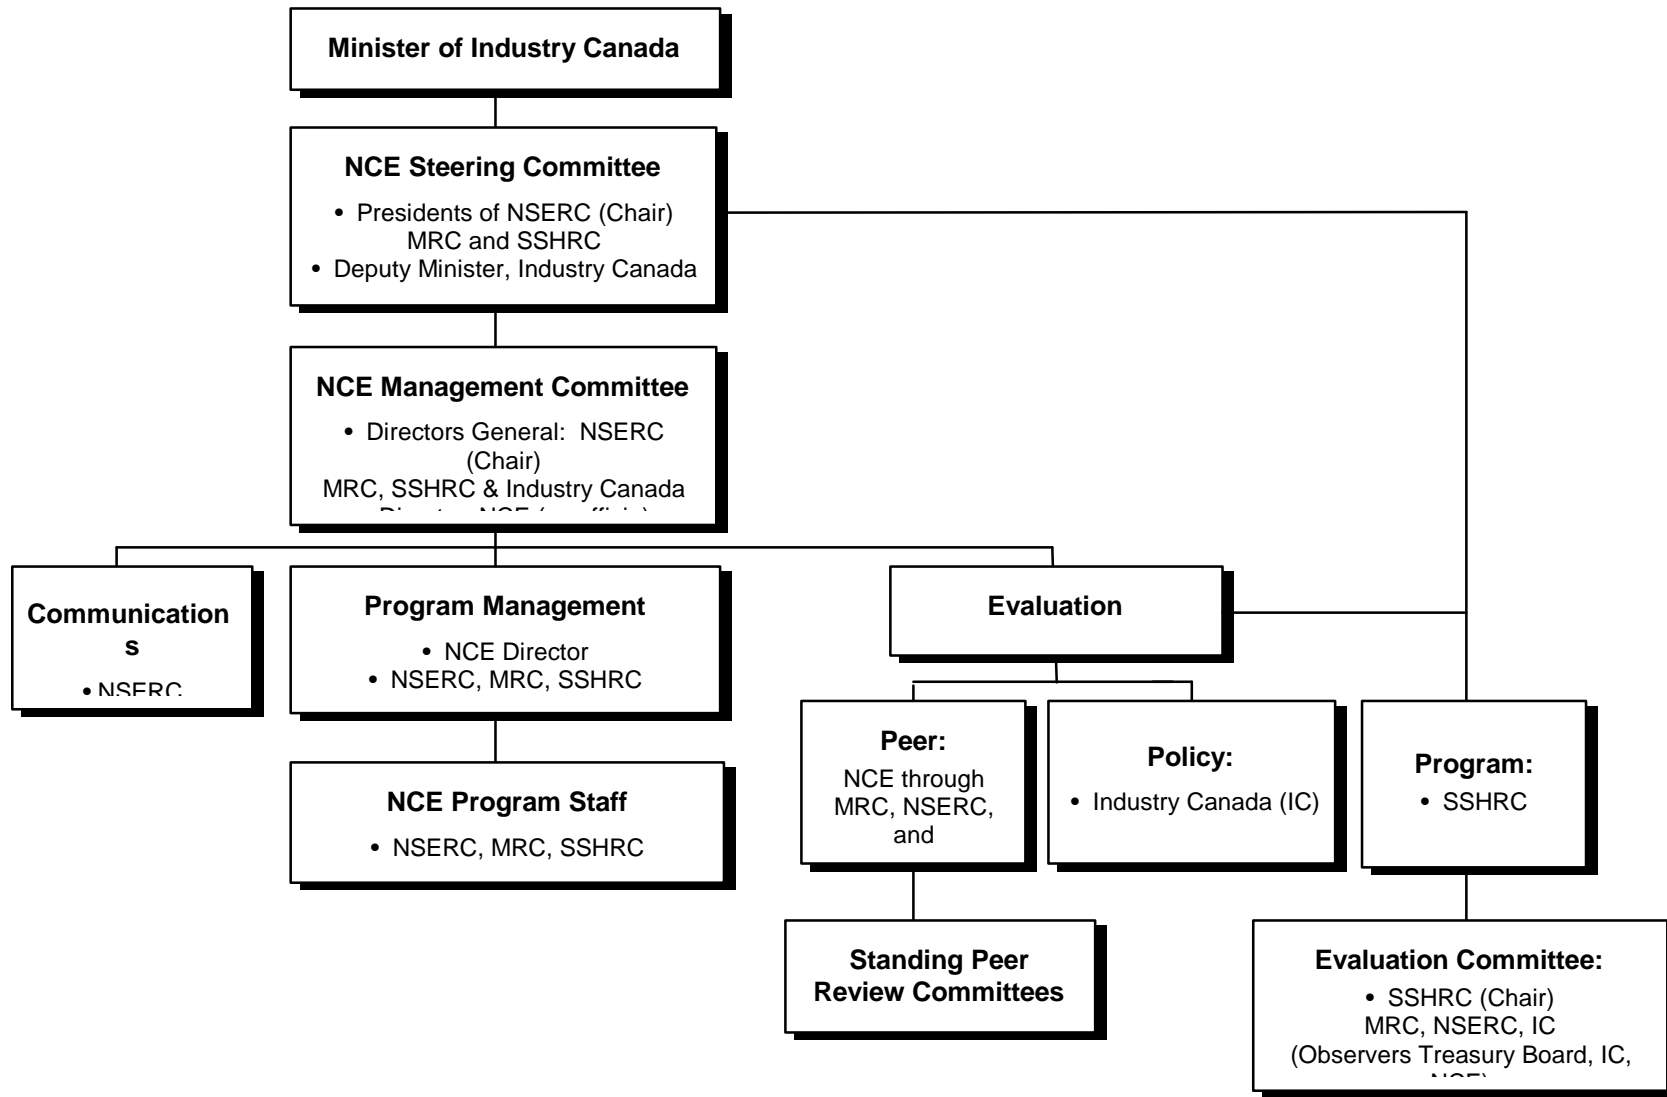 Minister of Industry Canada
NCE Steering Committee
• Presidents of NSERC (Chair)
MRC and SSHRC
• Deputy Minister, Industry Canada
NCE Management Committee
• Directors General: NSERC
(Chair)
MRC, SSHRC & Industry Canada
Communication
s
• NSERC
Program Management
• NCE Director
• NSERC, MRC, SSHRC
Evaluation
NCE Program Staff
• NSERC, MRC, SSHRC
Peer:
NCE through
MRC, NSERC,
and
Policy:
• Industry Canada (IC)
Program:
• SSHRC
Standing Peer
Review Committees
Evaluation Committee:
• SSHRC (Chair)
MRC, NSERC, IC
(Observers Treasury Board, IC,